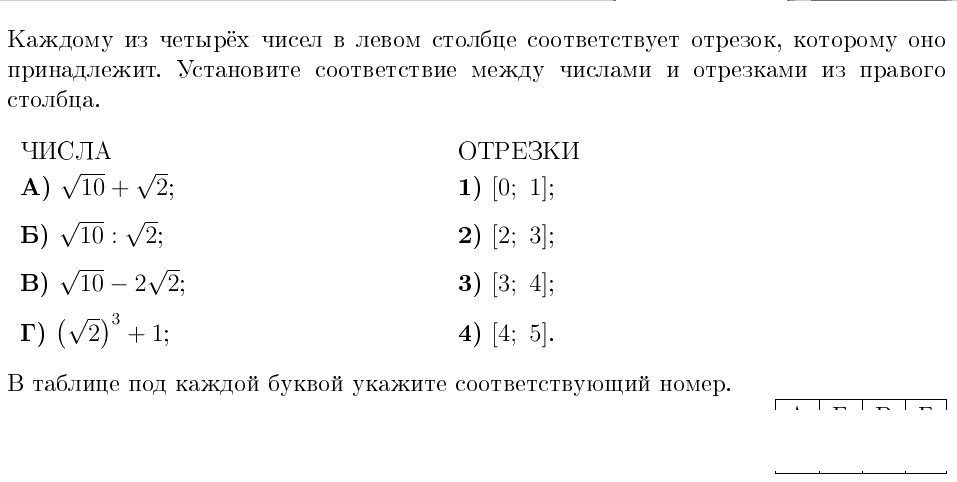 Каждому из четырёх чисел в левом столбце соответствует отрезок, которому оно
принадлежит. Установите соответствие между числами и отрезками из правого
столбца.
ЧИСЛА ОТРЕЗКИ
А) √10 + √2; 1) [0; 1];
Б) √10 : √2; 2) [2; 3];
В) √10 − 2√2; 3) [3; 4];
Г) (√2)³ + 1; 4) [4; 5].
В таблице под каждой буквой укажите соответствующий номер.